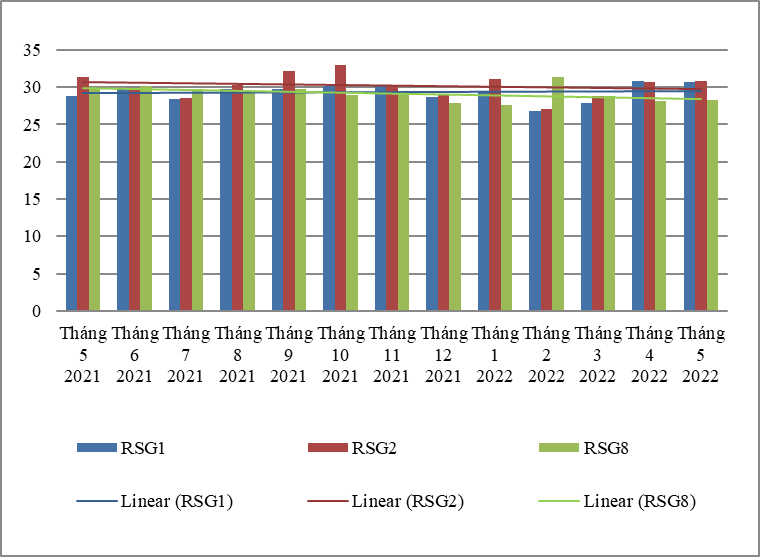 35
30
25
20
15
10
5
0
Tháng Tháng Tháng Tháng Tháng Tháng Tháng Tháng Tháng Tháng Tháng Tháng Tháng
5 6 7 8 9 10 11 12 1 2 3 4 5
2021 2021 2021 2021 2021 2021 2021 2021 2022 2022 2022 2022 2022
RSG1 RSG2 RSG8
Linear (RSG1) Linear (RSG2) Linear (RSG8)